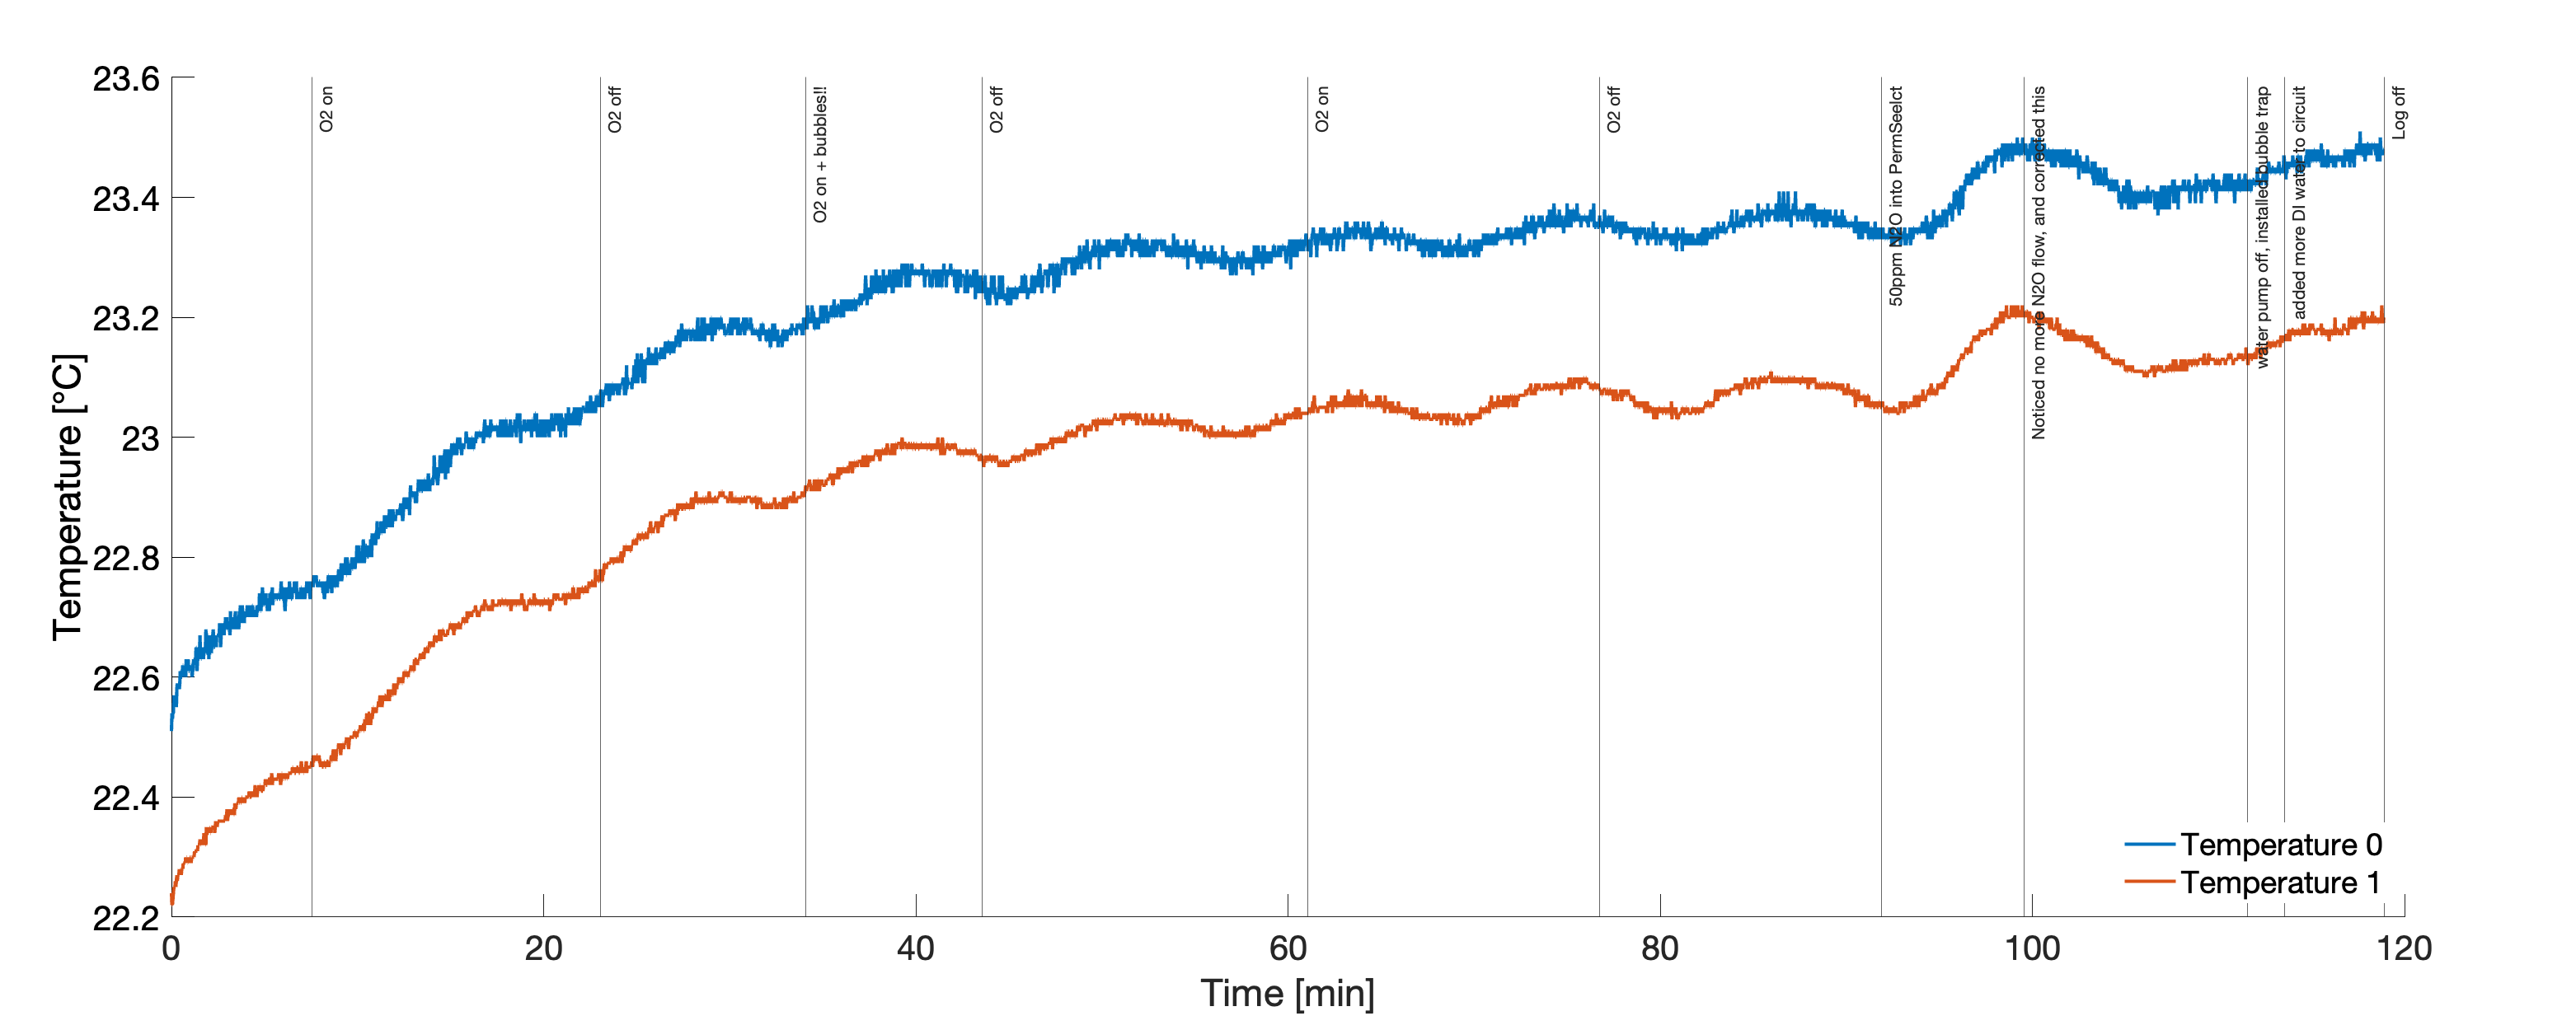 23.6
23.4
23.2
23
22.8
22.6
22.4
22.2
Temperature [°C]
0
20
40
60
80
100
120
Time [min]
O2 on
O2 off
O2 on + bubbles!!
O2 off
O2 on
O2 off
50ppm N2O into PermSeelct
Noticed no more N2O flow, and corrected this
water pump off, installed bubble trap
added more DI water to circuit
Log off
Temperature 0
Temperature 1